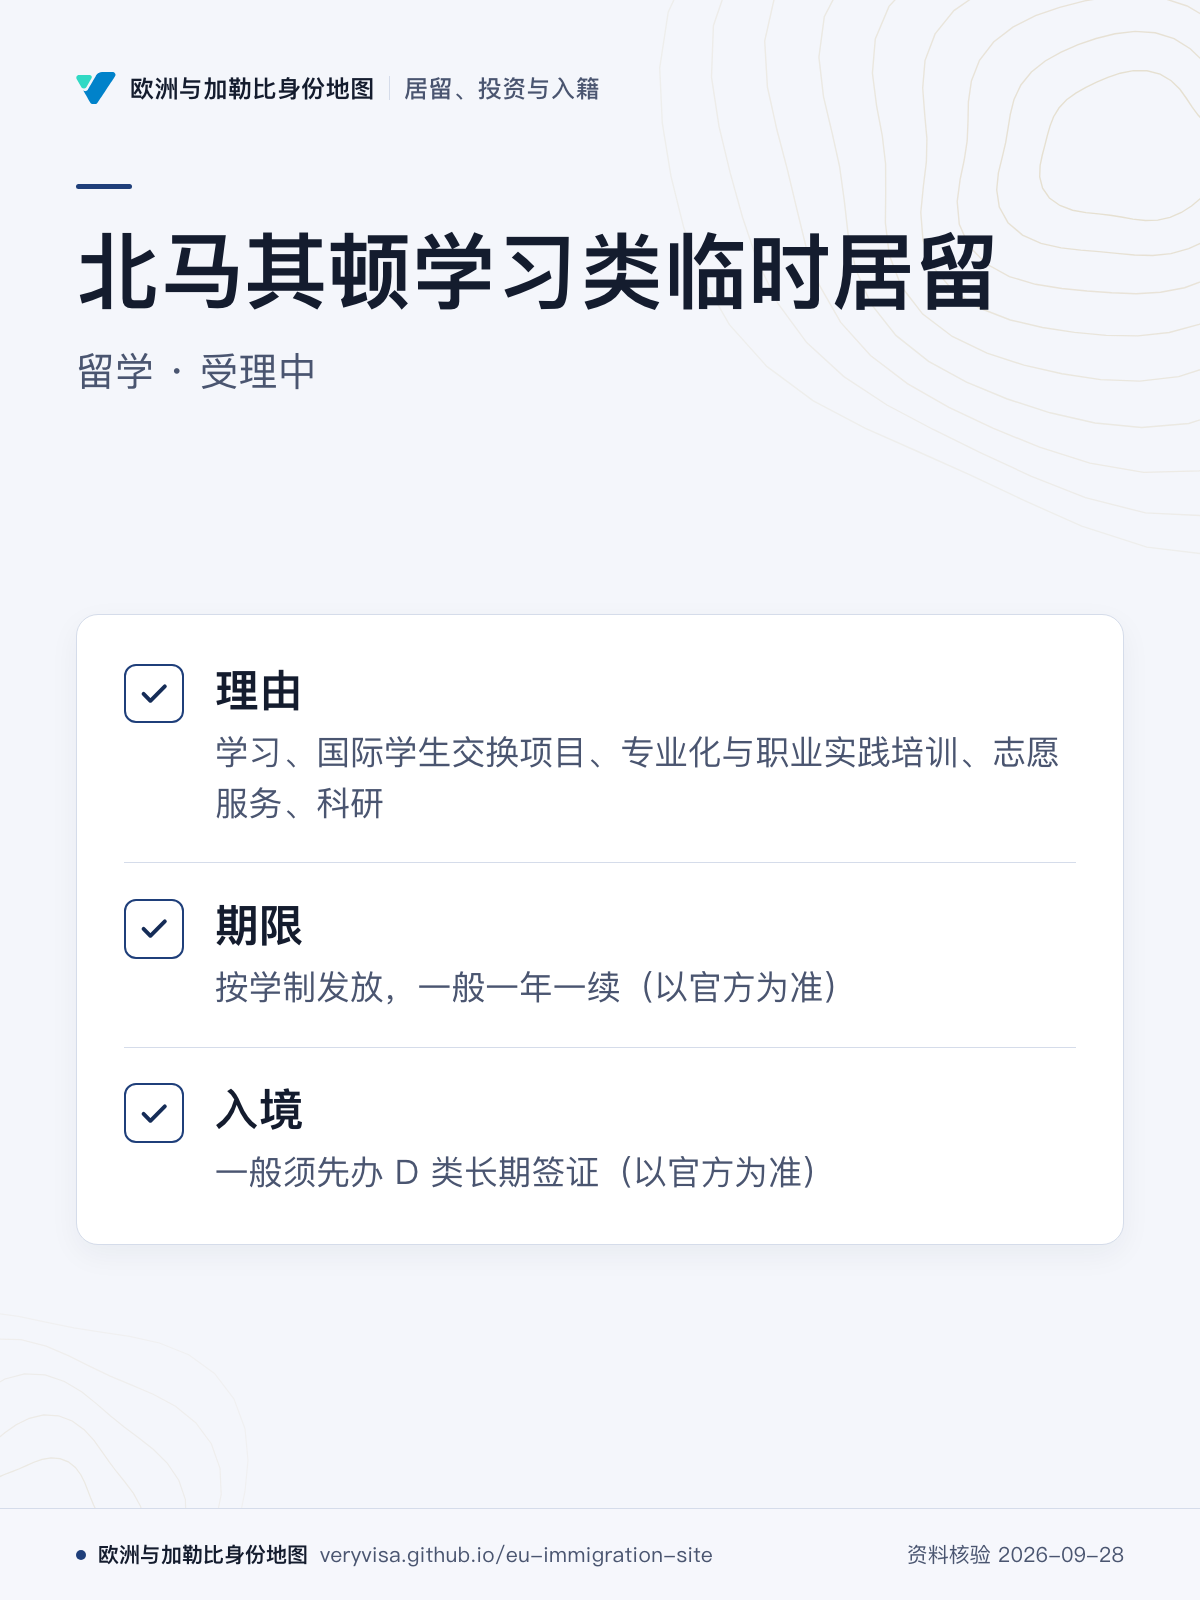 欧洲与加勒比身份地图 居留、投资与入籍
北马其顿学习类临时居留
留学 · 受理中
理由
学习、国际学生交换项目、专业化与职业实践培训、志愿
服务、科研
期限
按学制发放，一般一年一续（以官方为准）
入境
一般须先办 D 类长期签证（以官方为准）
欧洲与加勒比身份地图 veryvisa.github.io/eu-immigration-site 资料核验 2026-09-28